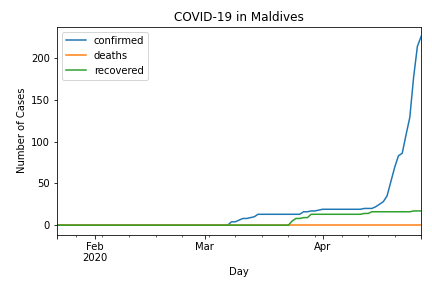 COVID-19 in Maldives
confirmed
deaths
recovered
Number of Cases
200
150
100
50
0
Feb
2020
Mar
Apr
Day